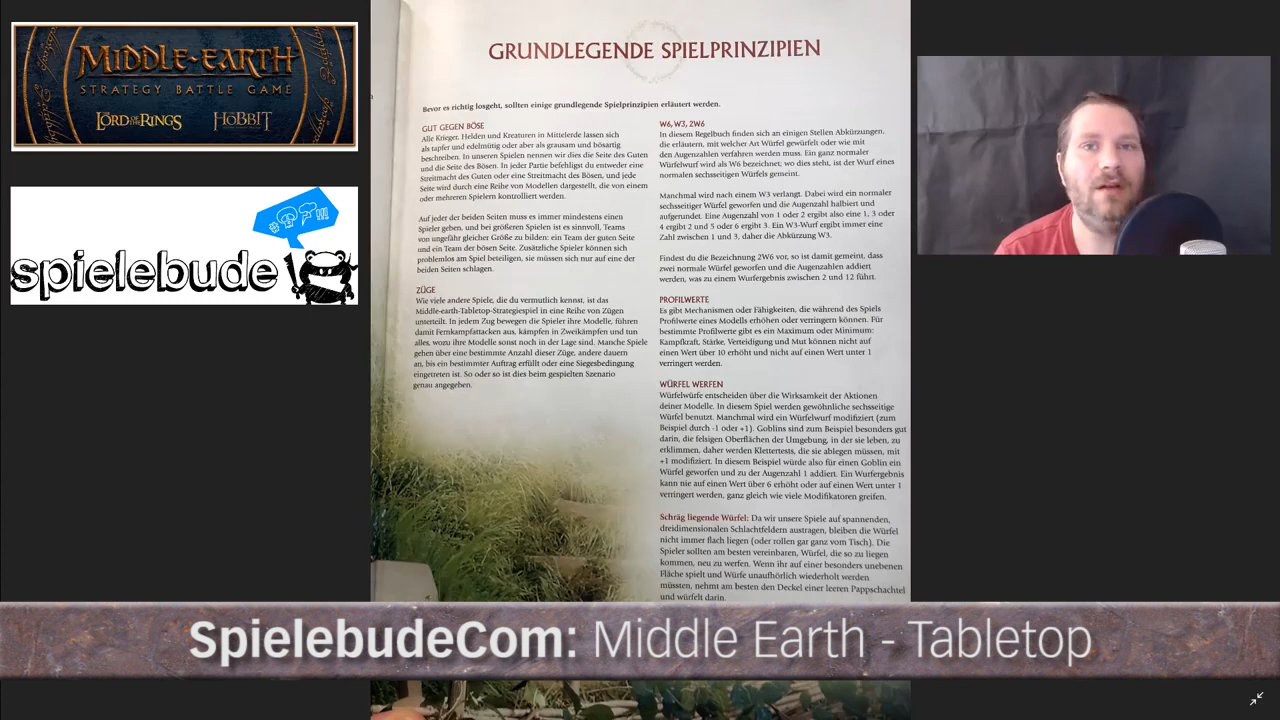 MIDDLE-EARTH
STRATEGY BATTLE GAME
THE LORD OF THE RINGS
THE HOBBIT
spielebude
GRUNDLEGENDE SPIELPRINZIPIEN
Bevor es richtig losgeht, sollten einige grundlegende Spielprinzipien erläutert werden.
GUT GEGEN BÖSE
Alle Krieger, Helden und Kreaturen in Mittelerde lassen sich
als tapfer und edelmütig oder aber als grausam und bösartig
beschreiben. In unseren Spielen nennen wir dies die Seite des Guten
und die Seite des Bösen. In jeder Partie befehligst du entweder eine
Streitmacht des Guten oder eine Streitmacht des Bösen, und jede
Seite wird durch eine Reihe von Modellen dargestellt, die von einem
oder mehreren Spielern kontrolliert werden.
Auf jeder der beiden Seiten muss es immer mindestens einen
Spieler geben, und bei größeren Spielen ist es sinnvoll, Teams
von ungefähr gleicher Größe zu bilden: ein Team der guten Seite
und ein Team der bösen Seite. Zusätzliche Spieler können sich
problemlos am Spiel beteiligen, sie müssen sich nur auf eine der
beiden Seiten schlagen.
ZÜGE
Wie viele andere Spiele, die du vermutlich kennst, ist das
Middle-earth-Tabletop-Strategiespiel in eine Reihe von Zügen
unterteilt. In jedem Zug bewegen die Spieler ihre Modelle, führen
damit Fernkampfattacken aus, kämpfen in Zweikämpfen und tun
alles, wozu ihre Modelle sonst noch in der Lage sind. Manche Spiele
gehen über eine bestimmte Anzahl dieser Züge, andere dauern
an, bis ein bestimmter Auftrag erfüllt oder eine Siegesbedingung
eingetreten ist. So oder so ist dies beim gespielten Szenario
genau angegeben.
W6, W3, 2W6
In diesem Regelbuch finden sich an einigen Stellen Abkürzungen,
die erläutern, mit welcher Art Würfel gewürfelt oder wie mit
den Augenzahlen verfahren werden muss. Ein ganz normaler
Würfelwurf wird als W6 bezeichnet; wo dies steht, ist der Wurf eines
normalen sechsseitigen Würfels gemeint.
Manchmal wird nach einem W3 verlangt. Dabei wird ein normaler
sechsseitiger Würfel geworfen und die Augenzahl halbiert und
aufgerundet. Eine Augenzahl von 1 oder 2 ergibt also eine 1, 3 oder
4 ergibt 2 und 5 oder 6 ergibt 3. Ein W3-Wurf ergibt immer eine
Zahl zwischen 1 und 3, daher die Abkürzung W3.
Findest du die Bezeichnung 2W6 vor, so ist damit gemeint, dass
zwei normale Würfel geworfen und die Augenzahlen addiert
werden, was zu einem Wurfergebnis zwischen 2 und 12 führt.
PROFILWERTE
Es gibt Mechanismen oder Fähigkeiten, die während des Spiels
Profilwerte eines Modells erhöhen oder verringern können. Für
bestimmte Profilwerte gibt es ein Maximum oder Minimum:
Kampfkraft, Stärke, Verteidigung und Mut können nicht auf
einen Wert über 10 erhöht und nicht auf einen Wert unter 1
verringert werden.
WÜRFEL WERFEN
Würfelwürfe entscheiden über die Wirksamkeit der Aktionen
deiner Modelle. In diesem Spiel werden gewöhnliche sechsseitige
Würfel benutzt. Manchmal wird ein Würfelwurf modifiziert (zum
Beispiel durch -1 oder +1). Goblins sind zum Beispiel besonders gut
darin, die felsigen Oberflächen der Umgebung, in der sie leben, zu
erklimmen, daher werden Klettertests, die sie ablegen müssen, mit
+1 modifiziert. In diesem Beispiel würde also für einen Goblin ein
Würfel geworfen und zu der Augenzahl 1 addiert. Ein Wurfergebnis
kann nie auf einen Wert über 6 erhöht oder auf einen Wert unter 1
verringert werden, ganz gleich wie viele Modifikatoren greifen.
Schräg liegende Würfel: Da wir unsere Spiele auf spannenden,
dreidimensionalen Schlachtfeldern austragen, bleiben die Würfel
nicht immer flach liegen (oder rollen gar ganz vom Tisch). Die
Spieler sollten am besten vereinbaren, Würfel, die so zu liegen
kommen, neu zu werfen. Wenn ihr auf einer besonders unebenen
Fläche spielt und Würfe unaufhörlich wiederholt werden
müssten, nehmt am besten den Deckel einer leeren Pappschachtel
und würfelt darin.
SpielebudeCom: Middle Earth - Tabletop